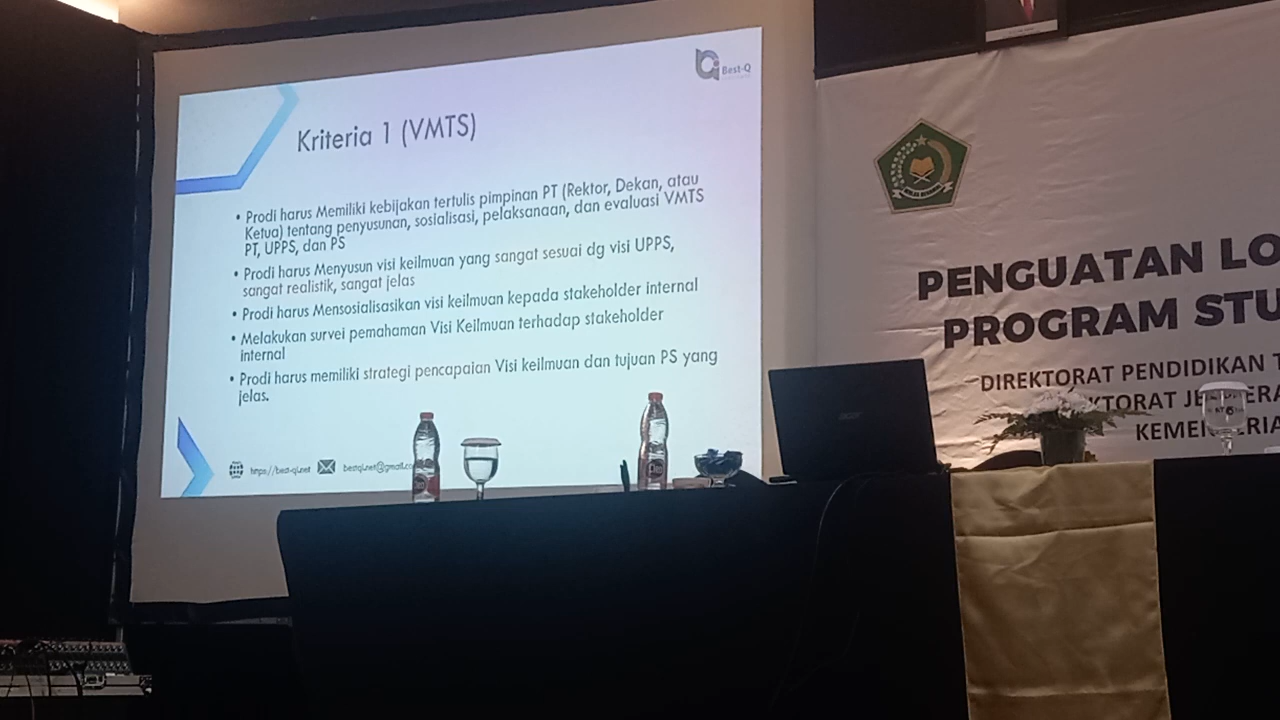 Best-Q
Kriteria 1 (VMTS)
• Prodi harus Memiliki kebijakan tertulis pimpinan PT (Rektor, Dekan, atau
Ketua) tentang penyusunan, sosialisasi, pelaksanaan, dan evaluasi VMTS
PT, UPPS, dan PS
• Prodi harus Menyusun visi keilmuan yang sangat sesuai dg visi UPPS,
sangat realistik, sangat jelas
• Prodi harus Mensosialisasikan visi keilmuan kepada stakeholder internal
• Melakukan survei pemahaman Visi Keilmuan terhadap stakeholder
internal
• Prodi harus memiliki strategi pencapaian Visi keilmuan dan tujuan PS yang
jelas.
https://best-qi.net
PENGUATAN LO
PROGRAM STU
DIREKTORAT PENDIDIKAN T
acer